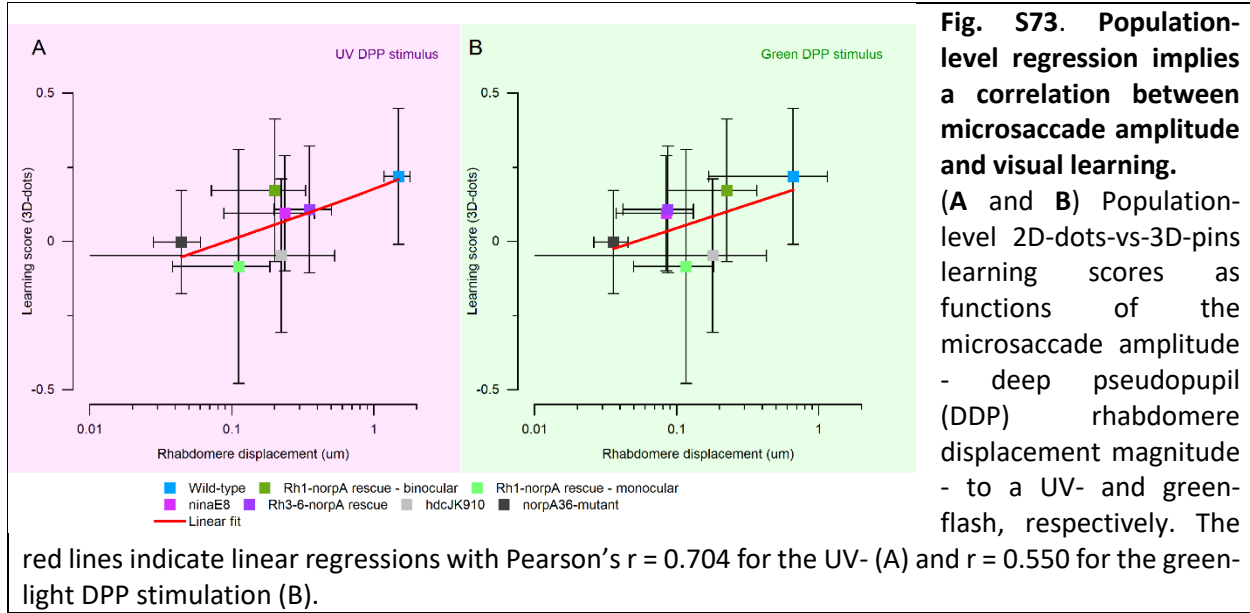 A
UV DPP stimulus
0.5
0
-0.5
Learning score (3D-dots)
0.01
0.1
1
Rhabdomere displacement (um)
B
Green DPP stimulus
0.5
0
-0.5
Learning score (3D-dots)
0.01
0.1
1
Rhabdomere displacement (um)
Wild-type
Rh1-norpA rescue - binocular
Rh1-norpA rescue - monocular
ninaE8
Rh3-6-norpA rescue
hdcJK910
norpA36-mutant
Linear fit
Fig. S73. Population-
level regression implies
a correlation between
microsaccade amplitude
and visual learning.
(A and B) Population-
level 2D-dots-vs-3D-pins
learning scores as
functions of the
microsaccade amplitude
- deep pseudopupil
(DDP) rhabdomere
displacement magnitude
- to a UV- and green-
flash, respectively. The
red lines indicate linear regressions with Pearson’s r = 0.704 for the UV- (A) and r = 0.550 for the green-
light DPP stimulation (B).